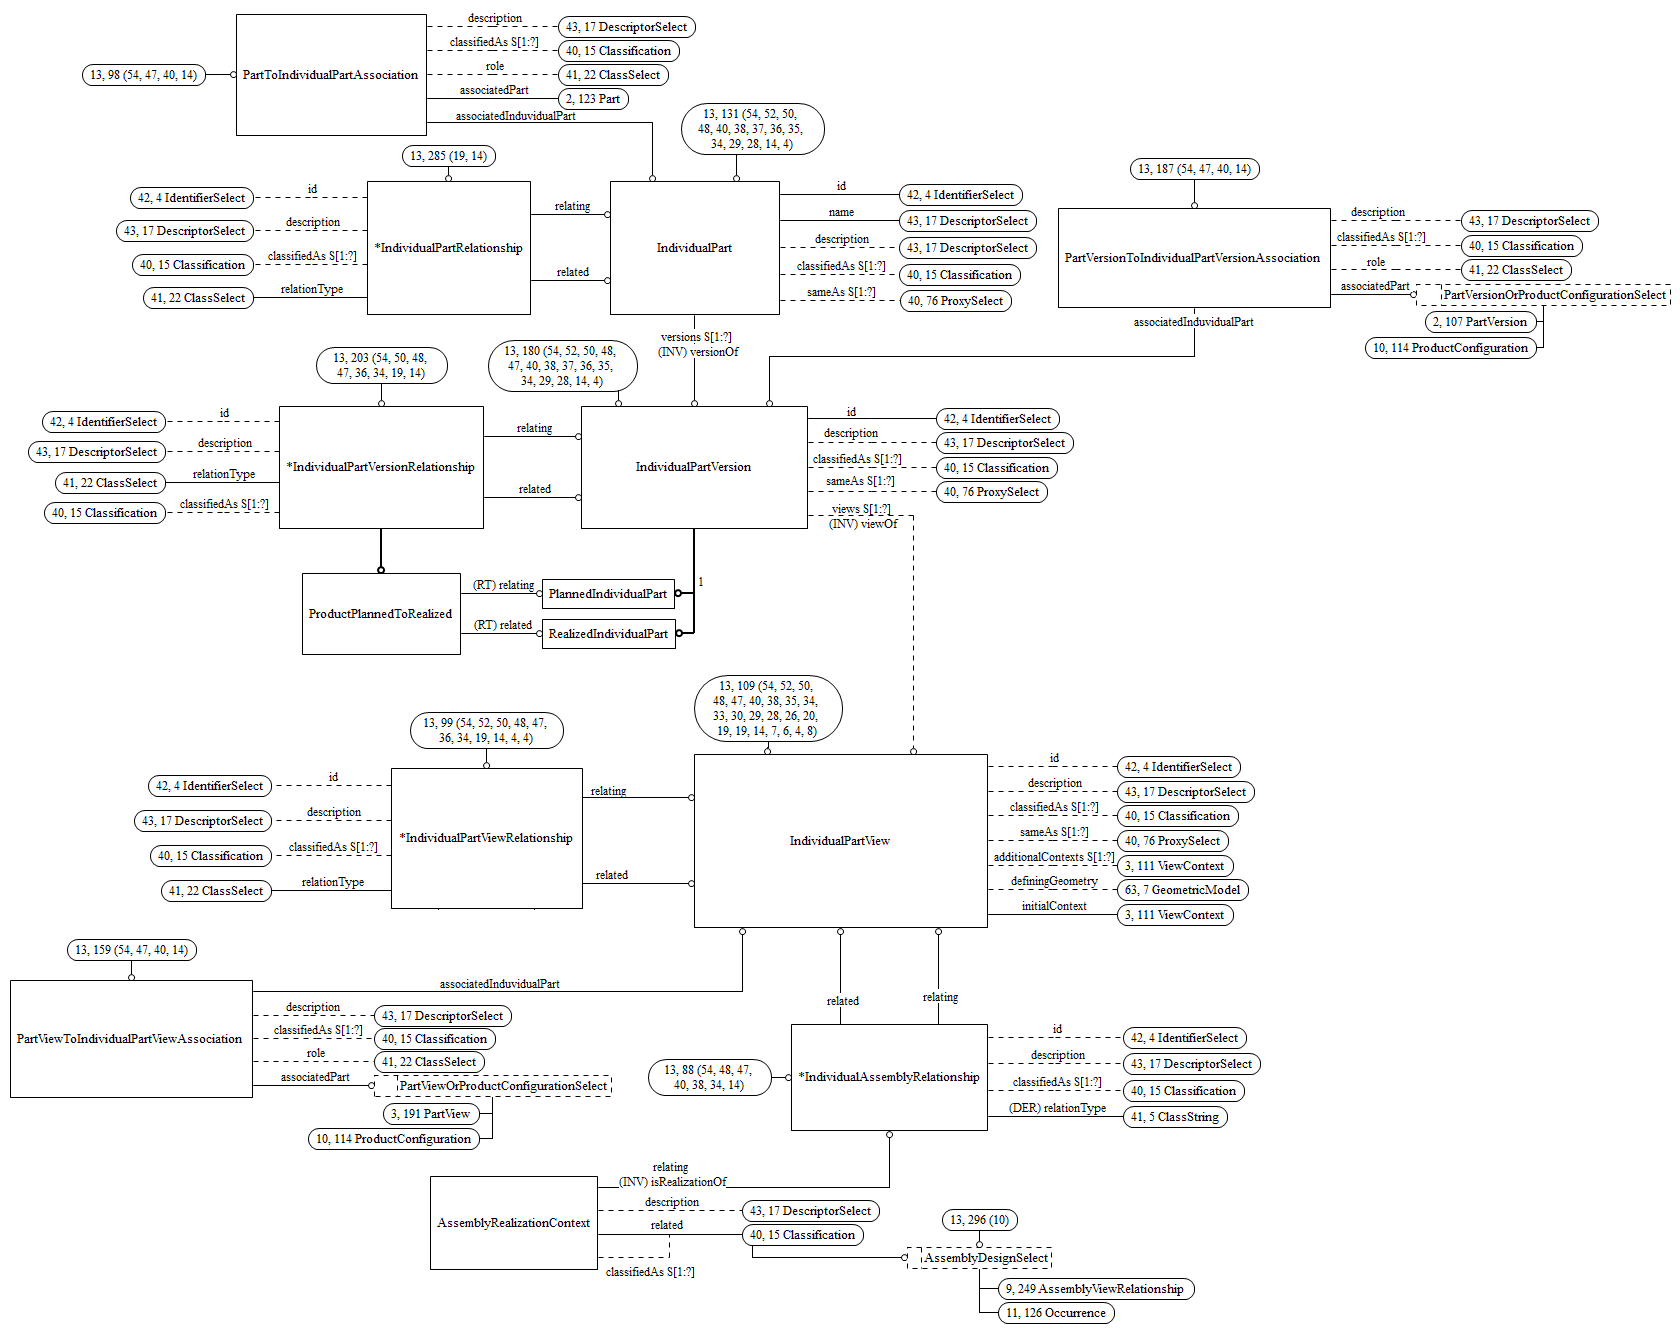 description
43, 17 DescriptorSelect
classifiedAs S[1:?]
40, 15 Classification
13, 98 (54, 47, 40, 14)
PartToIndividualPartAssociation
role
41, 22 ClassSelect
associatedPart
2, 123 Part
associatedInduvidualPart
13, 131 (54, 52, 50,
48, 40, 38, 37, 36, 35,
34, 29, 28, 14, 4)
13, 285 (19, 14)
13, 187 (54, 47, 40, 14)
id
42, 4 IdentifierSelect
description
43, 17 DescriptorSelect
classifiedAs S[1:?]
40, 15 Classification
relationType
41, 22 ClassSelect
*IndividualPartRelationship
relating
related
IndividualPart
id
42, 4 IdentifierSelect
name
43, 17 DescriptorSelect
description
43, 17 DescriptorSelect
classifiedAs S[1:?]
40, 15 Classification
sameAs S[1:?]
40, 76 ProxySelect
PartVersionToIndividualPartVersionAssociation
description
43, 17 DescriptorSelect
classifiedAs S[1:?]
40, 15 Classification
role
41, 22 ClassSelect
associatedPart
PartVersionOrProductConfigurationSelect
2, 107 PartVersion
10, 114 ProductConfiguration
associatedInduvidualPart
versions S[1:?]
(INV) versionOf
13, 203 (54, 50, 48,
47, 36, 34, 19, 14)
13, 180 (54, 52, 50, 48,
47, 40, 38, 37, 36, 35,
34, 29, 28, 14, 4)
id
42, 4 IdentifierSelect
description
43, 17 DescriptorSelect
relationType
41, 22 ClassSelect
classifiedAs S[1:?]
40, 15 Classification
*IndividualPartVersionRelationship
relating
related
IndividualPartVersion
id
42, 4 IdentifierSelect
description
43, 17 DescriptorSelect
classifiedAs S[1:?]
40, 15 Classification
sameAs S[1:?]
40, 76 ProxySelect
views S[1:?]
(INV) viewOf
ProductPlannedToRealized
(RT) relating
PlannedIndividualPart
1
(RT) related
RealizedIndividualPart
13, 109 (54, 52, 50,
48, 47, 40, 38, 35, 34,
33, 30, 29, 28, 26, 20,
19, 19, 14, 7, 6, 4, 8)
13, 99 (54, 52, 50, 48, 47,
36, 34, 19, 14, 4, 4)
id
42, 4 IdentifierSelect
description
43, 17 DescriptorSelect
classifiedAs S[1:?]
40, 15 Classification
relationType
41, 22 ClassSelect
*IndividualPartViewRelationship
relating
related
IndividualPartView
id
42, 4 IdentifierSelect
description
43, 17 DescriptorSelect
classifiedAs S[1:?]
40, 15 Classification
sameAs S[1:?]
40, 76 ProxySelect
additionalContexts S[1:?]
3, 111 ViewContext
definingGeometry
63, 7 GeometricModel
initialContext
3, 111 ViewContext
13, 159 (54, 47, 40, 14)
PartViewToIndividualPartViewAssociation
associatedInduvidualPart
description
43, 17 DescriptorSelect
classifiedAs S[1:?]
40, 15 Classification
role
41, 22 ClassSelect
associatedPart
PartViewOrProductConfigurationSelect
3, 191 PartView
10, 114 ProductConfiguration
related
relating
13, 88 (54, 48, 47,
40, 38, 34, 14)
*IndividualAssemblyRelationship
id
42, 4 IdentifierSelect
description
43, 17 DescriptorSelect
classifiedAs S[1:?]
40, 15 Classification
(DER) relationType
41, 5 ClassString
relating
(INV) isRealizationOf
AssemblyRealizationContext
description
43, 17 DescriptorSelect
related
40, 15 Classification
classifiedAs S[1:?]
13, 296 (10)
AssemblyDesignSelect
9, 249 AssemblyViewRelationship
11, 126 Occurrence